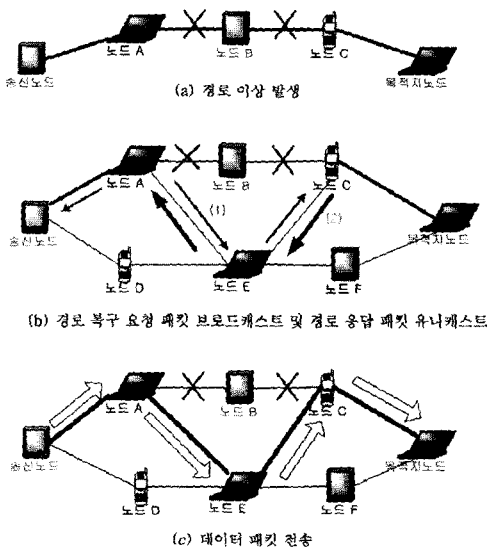 노드 A
노드 B
노드 C
송신노드
목적지노드
(a) 경로 이상 발생
노드 A
노드 B
노드 C
(1)
(2)
송신노드
목적지노드
노드 D
노드 E
노드 F
(b) 경로 복구 요청 패킷 브로드캐스트 및 경로 응답 패킷 유니캐스트
노드 A
노드 B
노드 C
송신노드
목적지노드
노드 D
노드 E
노드 F
(c) 데이터 패킷 전송